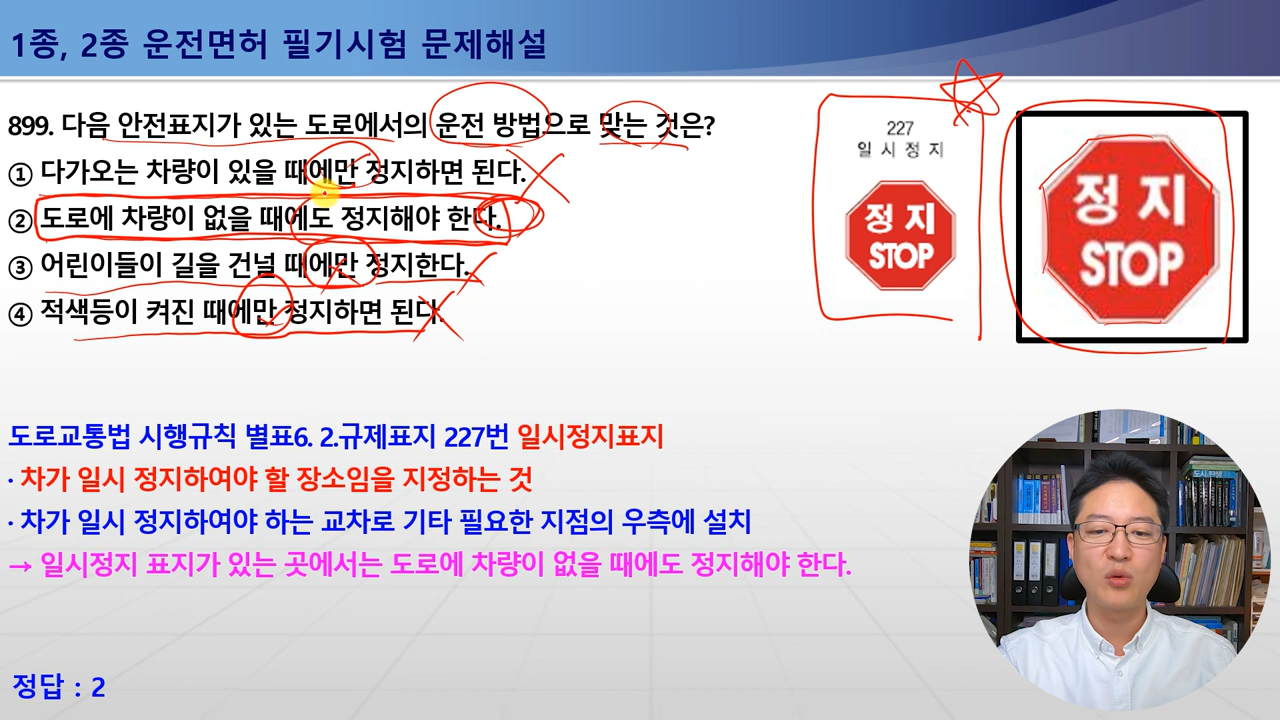 1종, 2종 운전면허 필기시험 문제해설
899. 다음 안전표지가 있는 도로에서의 운전 방법으로 맞는 것은?
① 다가오는 차량이 있을 때에만 정지하면 된다.
② 도로에 차량이 없을 때에도 정지해야 한다.
③ 어린이들이 길을 건널 때에만 정지한다.
④ 적색등이 켜진 때에만 정지하면 된다.
227
일 시 정 지
정 지
STOP
정 지
STOP
도로교통법 시행규칙 별표6. 2.규제표지 227번 일시정지표지
· 차가 일시 정지하여야 할 장소임을 지정하는 것
· 차가 일시 정지하여야 하는 교차로 기타 필요한 지점의 우측에 설치
→ 일시정지 표지가 있는 곳에서는 도로에 차량이 없을 때에도 정지해야 한다.
정답 : 2